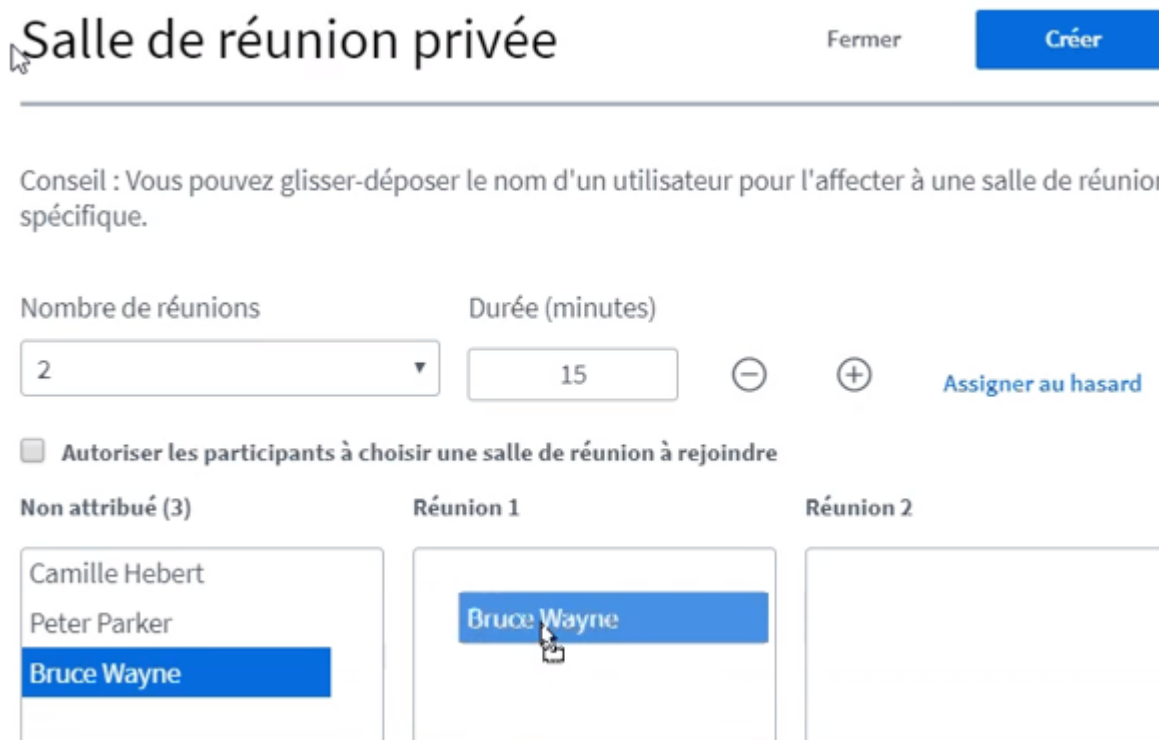 Salle de réunion privée
Fermer
Créer
Conseil : Vous pouvez glisser-déposer le nom d'un utilisateur pour l'affecter à une salle de réunion
spécifique.
Nombre de réunions
Durée (minutes)
2
15
Assigner au hasard
Autoriser les participants à choisir une salle de réunion à rejoindre
Non attribué (3)
Réunion 1
Réunion 2
Camille Hebert
Peter Parker
Bruce Wayne
Bruce Wayne